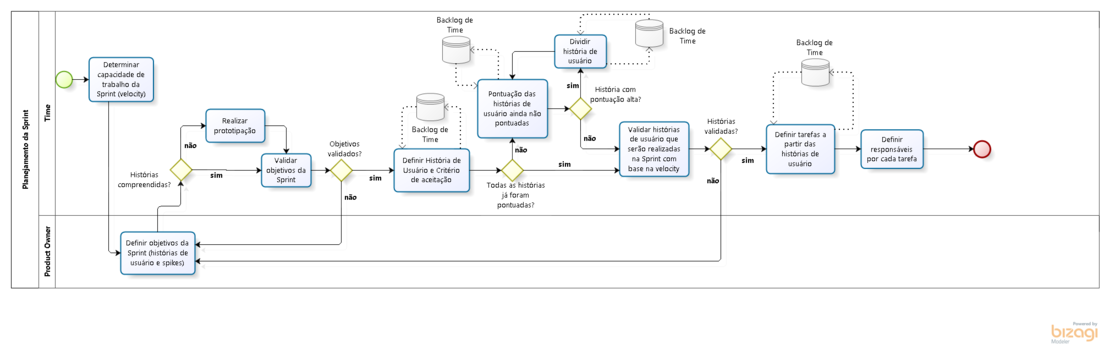 Planejamento da Sprint
Time
Product Owner
Determinar
capacidade de
trabalho da
Sprint (velocity)
Histórias
compreendidas?
não
sim
Realizar
prototipação
Validar
objetivos da
Sprint
Definir objetivos da
Sprint (histórias de
usuário e spikes)
Objetivos
validados?
sim
não
Backlog de
Time
Definir História de
Usuário e Critério
de aceitação
Backlog de
Time
Pontuação das
histórias de
usuário ainda não
pontuadas
não
sim
Todas as histórias
já foram
pontuadas?
Dividir
história de
usuário
Backlog de
Time
sim
História com
pontuação alta?
não
Validar histórias
de usuário que
serão realizadas
na Sprint com
base na velocity
Histórias
validadas?
sim
não
Backlog de
Time
Definir tarefas a
partir das
histórias de
usuário
Definir
responsáveis
por cada tarefa
Powered by
bizagi
Modeler